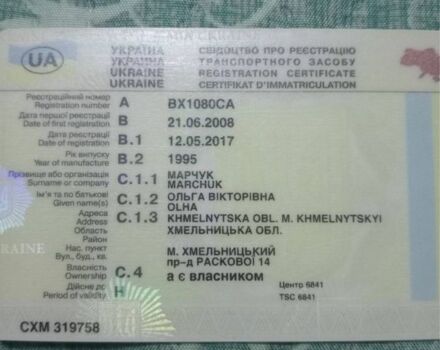 UA
УКРАЇНА СВІДОЦТВО ПРО РЕЄСТРАЦІЮ
УКРАИНА ТРАНСПОРТНОГО ЗАСОБУ
UKRAINE REGISTRATION CERTIFICATE
UKRAINE CERTIFIKAT D'IMMATRICULATION
Реєстраційний номер
Registration number A BX1080CA
Дата першої реєстрації
Date of first registration B 21.06.2008
Дата реєстрації B.1 12.05.2017
Рік випуску
Year of manufacture B.2 1995
Прізвище або організація
Surname or company C.1.1 МАРЧУК
MARCHUK
Ім'я та по батькові
Given name(s) C.1.2 ОЛЬГА ВІКТОРІВНА
OLHA
Адреса
Address C.1.3 KHMELNYTSKA OBL. M. KHMELNYTSKYI
Область ХМЕЛЬНИЦЬКА ОБЛ.
Район
Нас. пункт М. ХМЕЛЬНИЦЬКИЙ
Вул., буд., кв. пр-д РАСКОВОЇ 14
Власність
Ownership C.4 а є власником
Дійсне до
Period of validity H
Центр 6841
TSC 6841
СХМ 319758